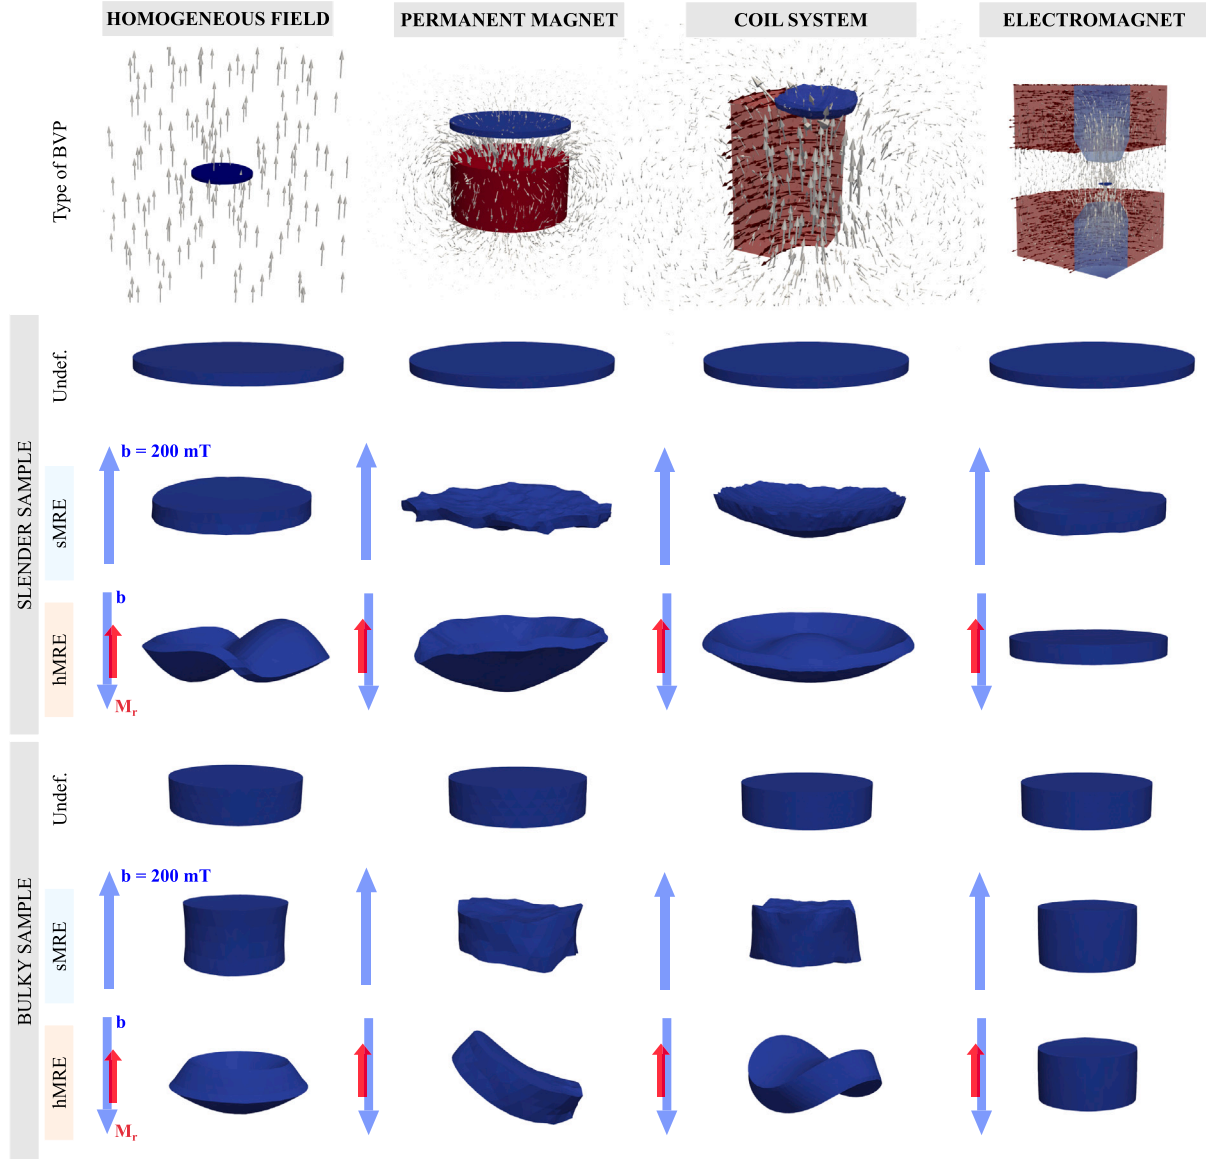 HOMOGENEOUS FIELD
PERMANENT MAGNET
COIL SYSTEM
ELECTROMAGNET
Type of BVP
SLENDER SAMPLE
Undef.
sMRE
b = 200 mT
hMRE
b
Mr
BULKY SAMPLE
Undef.
sMRE
b = 200 mT
hMRE
b
Mr